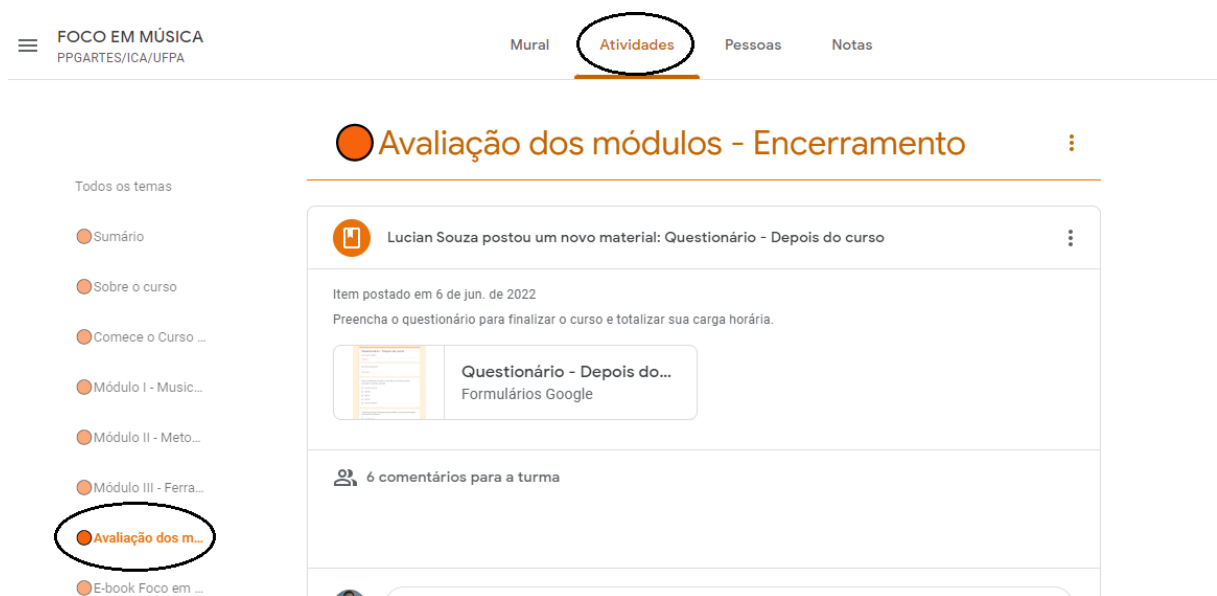 FOCO EM MÚSICA
PPGARTES/ICA/UFPA
Mural
Atividades
Pessoas
Notas
Avaliação dos módulos - Encerramento
Todos os temas
Sumário
Sobre o curso
Comece o Curso ...
Módulo I - Music...
Módulo II - Meto...
Módulo III - Ferra...
Avaliação dos m...
E-book Foco em ...
Lucian Souza postou um novo material: Questionário - Depois do curso
Item postado em 6 de jun. de 2022
Preencha o questionário para finalizar o curso e totalizar sua carga horária.
Questionário - Depois do...
Formulários Google
6 comentários para a turma